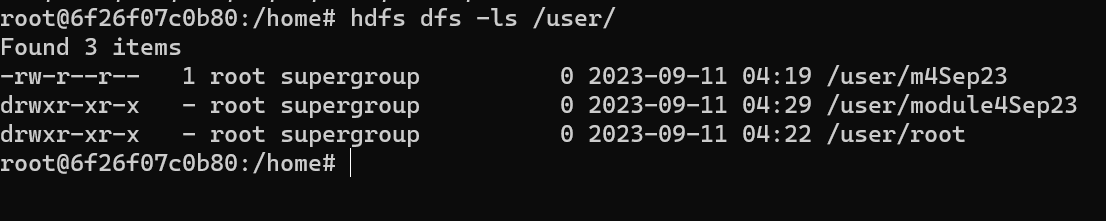 root@6f26f07c0b80:/home# hdfs dfs -ls /user/
Found 3 items
-rw-r--r--   1 root supergroup          0 2023-09-11 04:19 /user/m4Sep23
drwxr-xr-x   - root supergroup          0 2023-09-11 04:29 /user/module4Sep23
drwxr-xr-x   - root supergroup          0 2023-09-11 04:22 /user/root
root@6f26f07c0b80:/home#